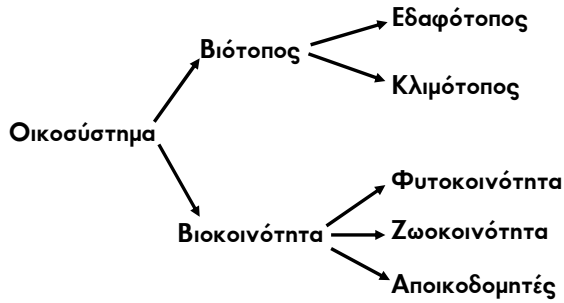 Εδαφότοπος
Βιότοπος
Κλιμότοπος
Οικοσύστημα
Φυτοκοινότητα
Βιοκοινότητα
Ζωοκοινότητα
Αποικοδομητές